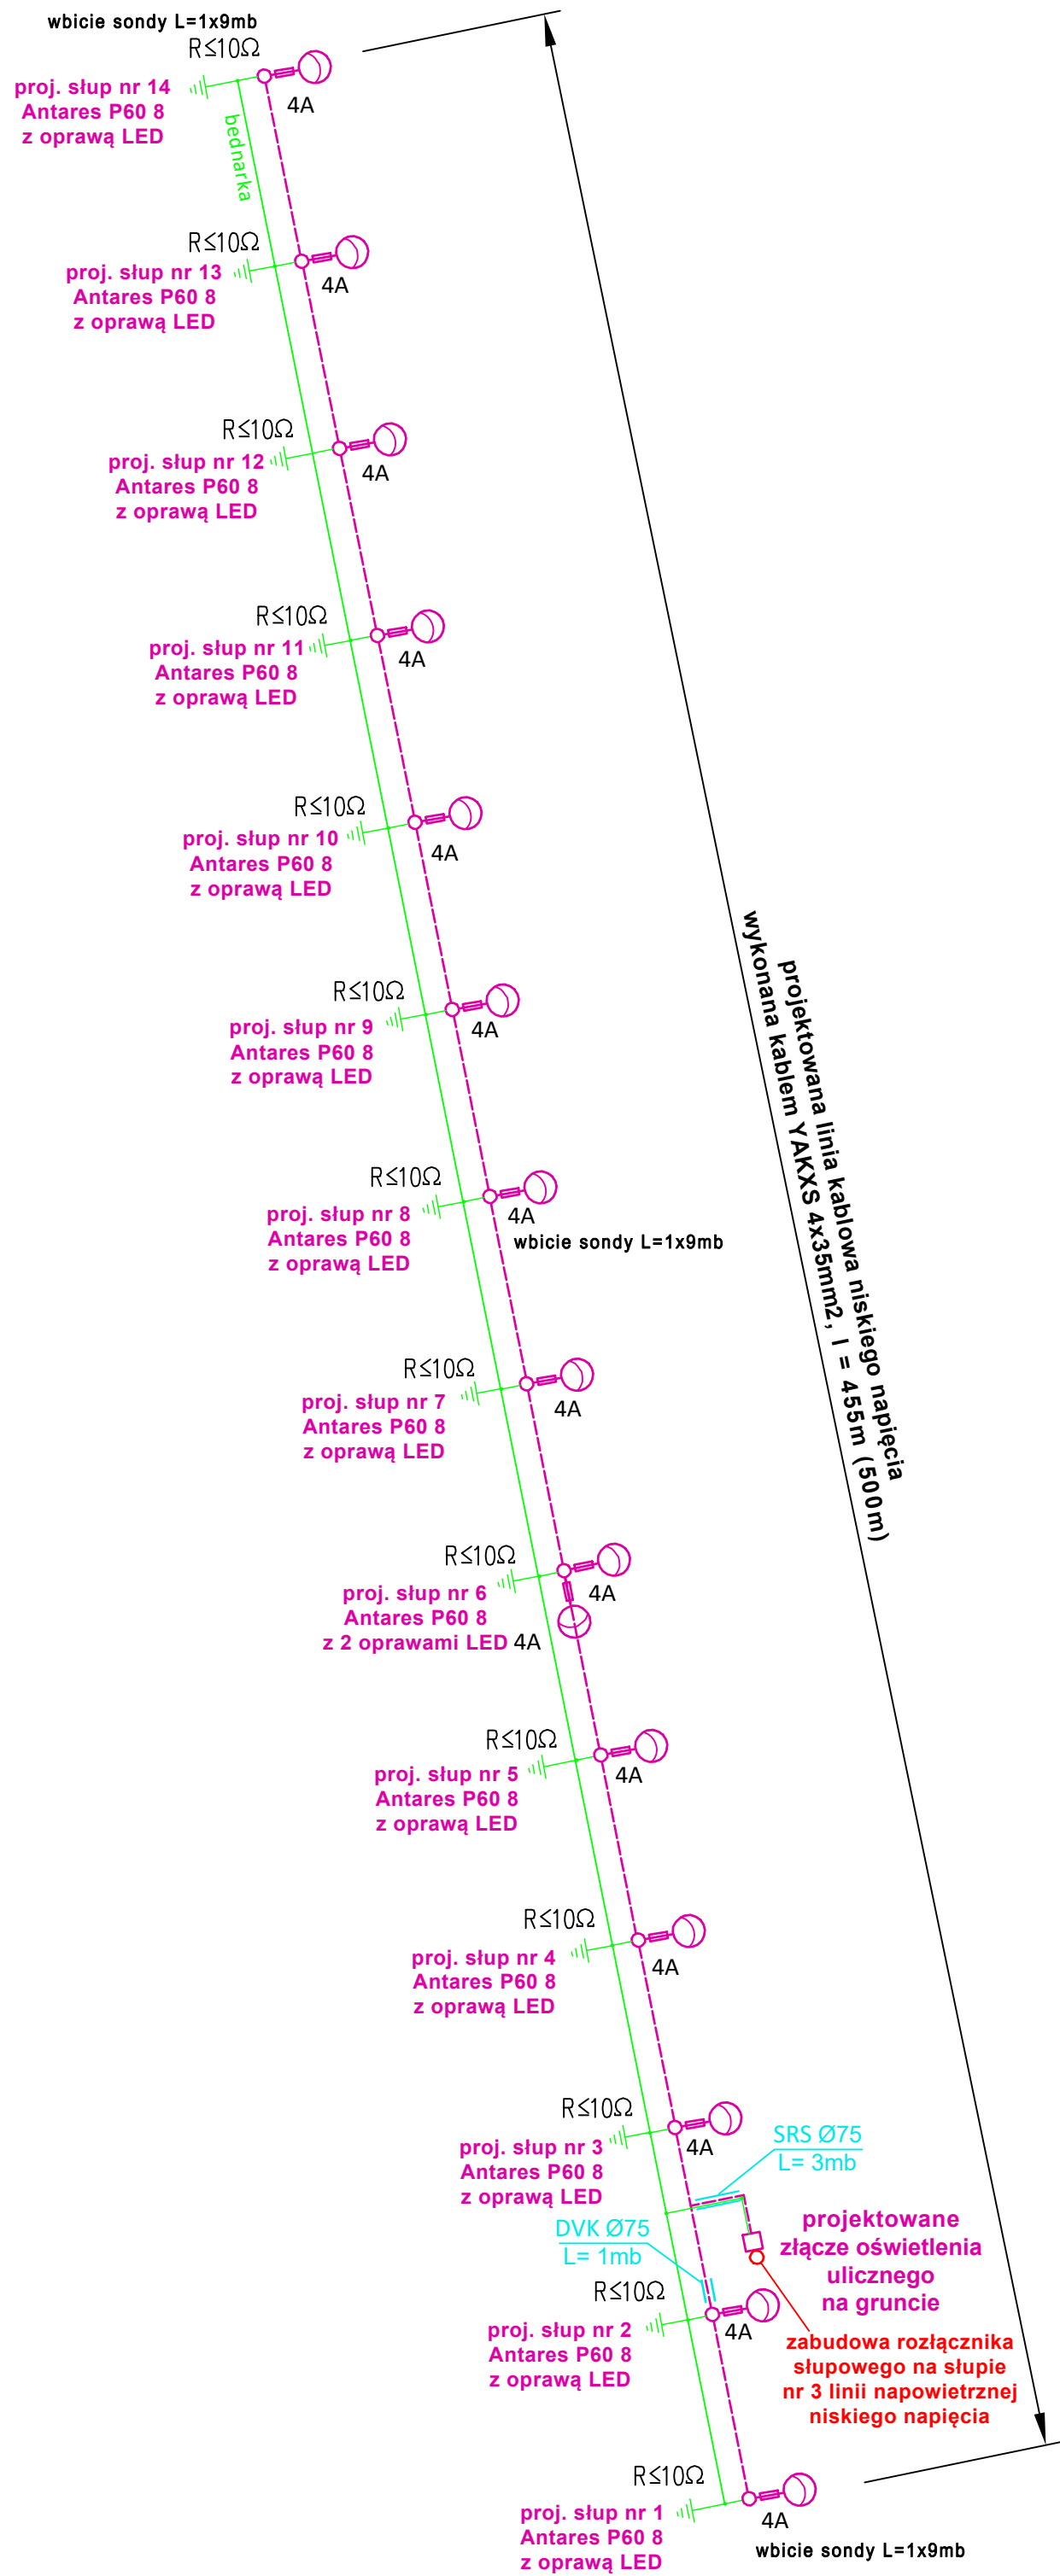 wbicie sondy L=1x9mb
R≤10Ω
proj. słup nr 14
Antares P60 8
z oprawą LED
4A
bednarka
R≤10Ω
proj. słup nr 13
Antares P60 8
z oprawą LED
4A
R≤10Ω
proj. słup nr 12
Antares P60 8
z oprawą LED
4A
R≤10Ω
proj. słup nr 11
Antares P60 8
z oprawą LED
4A
R≤10Ω
proj. słup nr 10
Antares P60 8
z oprawą LED
4A
projektowana linia kablowa niskiego napięcia
wykonana kablem YAKXS 4x35mm2, l = 455m (500m)
R≤10Ω
proj. słup nr 9
Antares P60 8
z oprawą LED
4A
R≤10Ω
proj. słup nr 8
Antares P60 8
z oprawą LED
4A
wbicie sondy L=1x9mb
R≤10Ω
proj. słup nr 7
Antares P60 8
z oprawą LED
4A
R≤10Ω
proj. słup nr 6
Antares P60 8
z 2 oprawami LED
4A
4A
R≤10Ω
proj. słup nr 5
Antares P60 8
z oprawą LED
4A
R≤10Ω
proj. słup nr 4
Antares P60 8
z oprawą LED
4A
R≤10Ω
proj. słup nr 3
Antares P60 8
z oprawą LED
4A
SRS Ø75
L= 3mb
DVK Ø75
L= 1mb
projektowane
złącze oświetlenia
ulicznego
na gruncie
R≤10Ω
proj. słup nr 2
Antares P60 8
z oprawą LED
4A
zabudowa rozłącznika
słupowego na słupie
nr 3 linii napowietrznej
niskiego napięcia
R≤10Ω
proj. słup nr 1
Antares P60 8
z oprawą LED
4A
wbicie sondy L=1x9mb